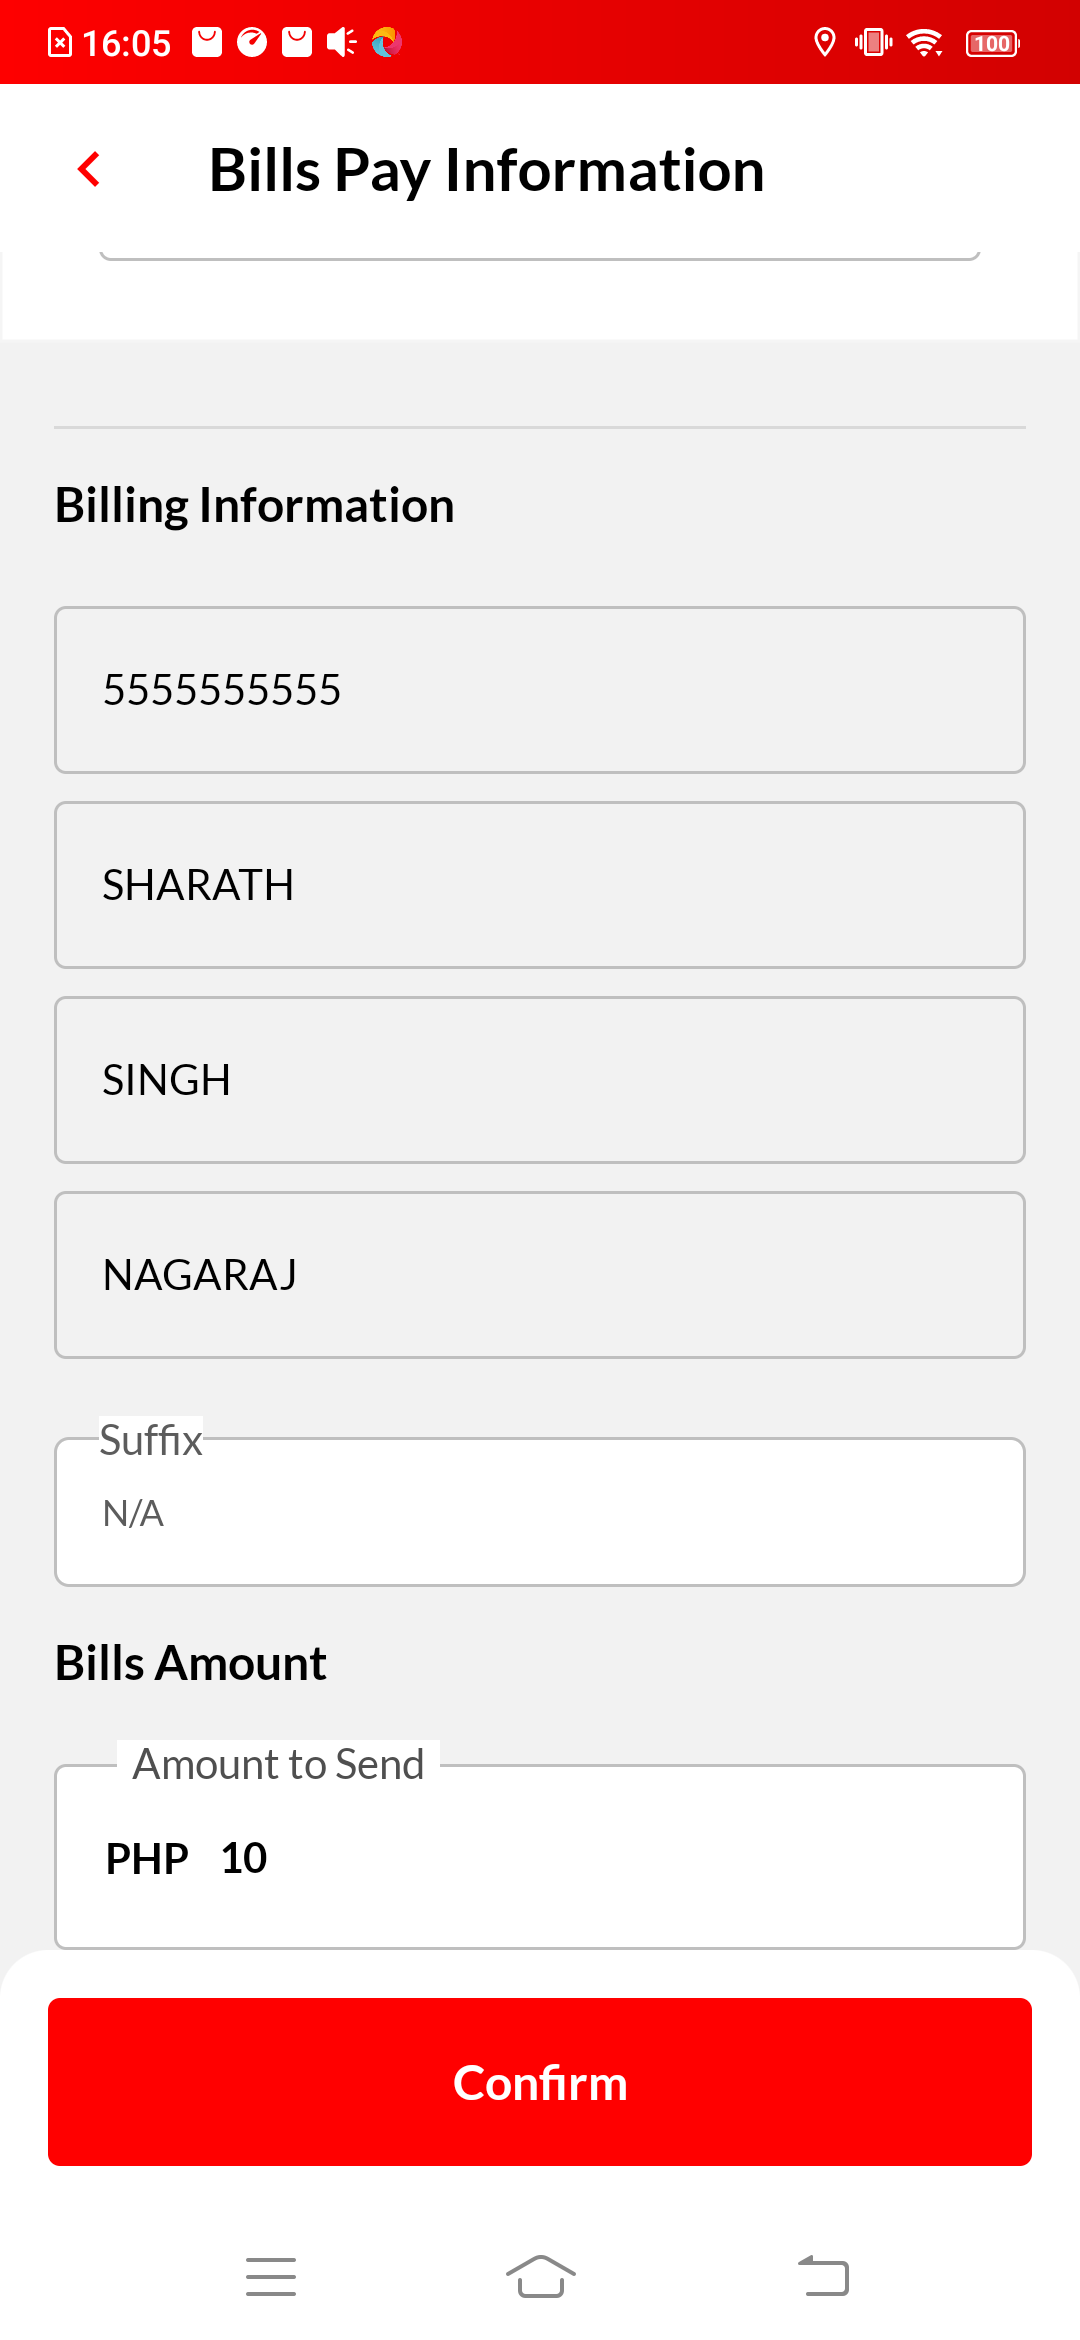 16:05
100
Bills Pay Information
Billing Information
5555555555
SHARATH
SINGH
NAGARAJ
Suffix
N/A
Bills Amount
Amount to Send
PHP 10
Confirm